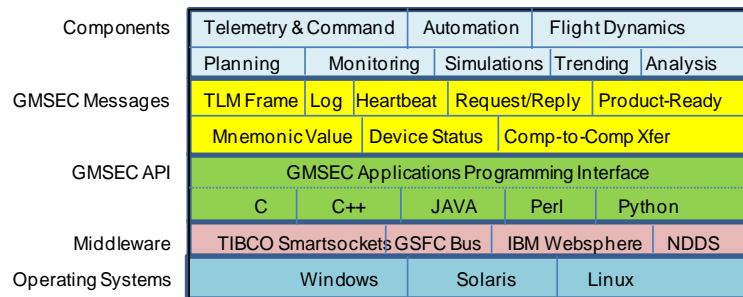 Components Telemetry & Command Automation Flight Dynamics
Planning Monitoring Simulations Trending Analysis
GMSEC Messages TLM Frame Log Heartbeat Request/Reply Product-Ready
Mnemonic Value Device Status Comp-to-Comp Xfer
GMSEC API GMSEC Applications Programming Interface
C C++ JAVA Perl Python
Middleware TIBCO Smartsockets GSFC Bus IBM Websphere NDDS
Operating Systems Windows Solaris Linux